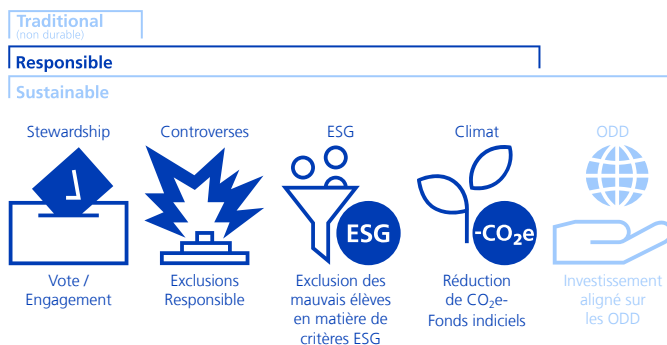 Traditional
(non durable)
Responsible
Sustainable
Stewardship
Controverses
ESG
Climat
ODD
ESG
-CO₂e
Vote /
Engagement
Exclusions
Responsible
Exclusion des
mauvais élèves
en matière de
critères ESG
Réduction
de CO₂e-
Fonds indiciels
Investissement
aligné sur
les ODD